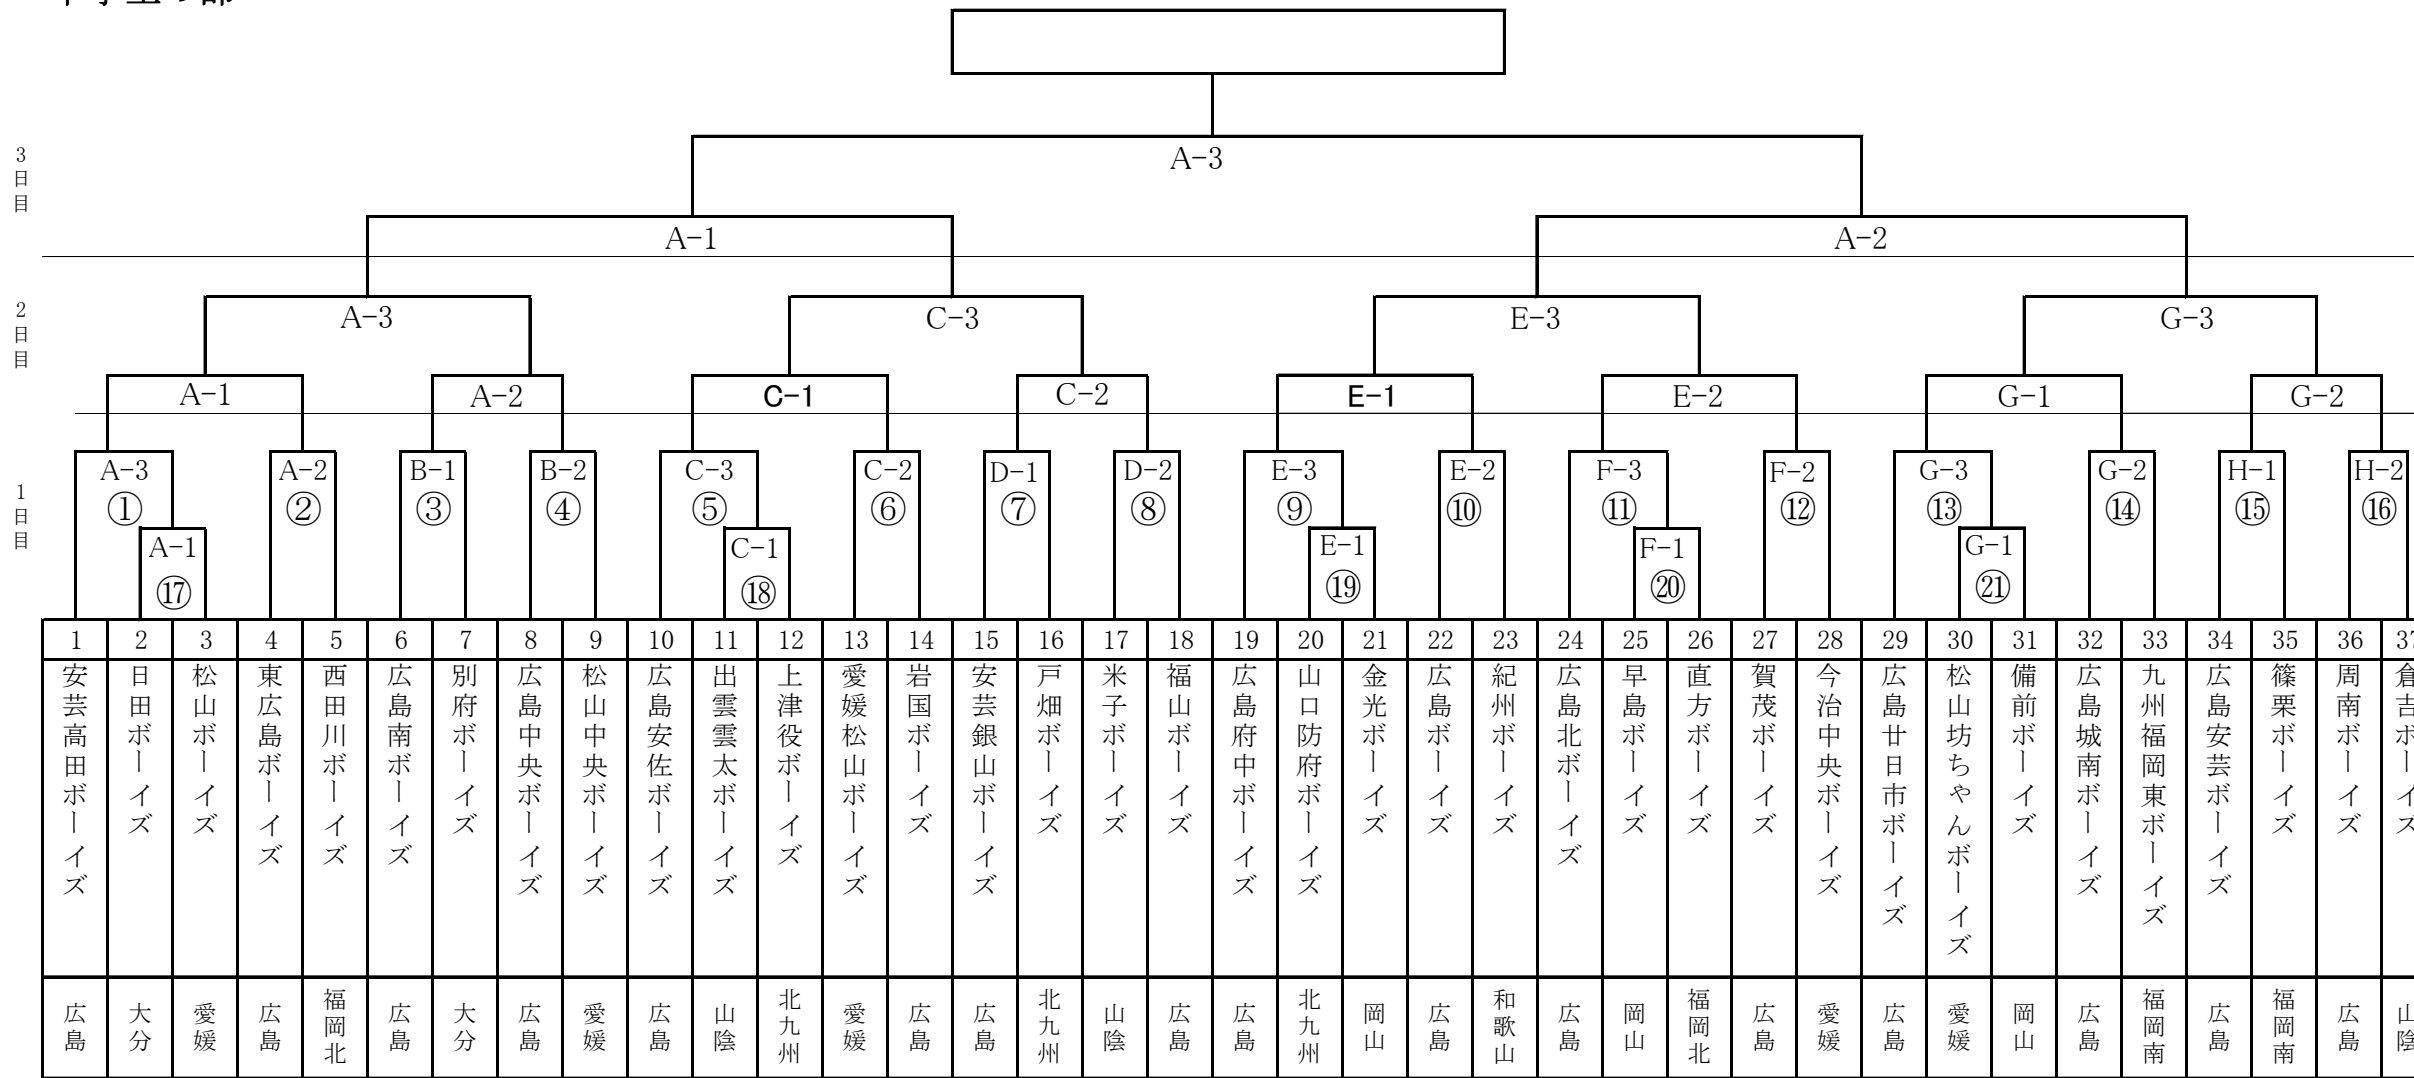 3日目
A-3
A-1
A-2
2日目
A-3
C-3
E-3
G-3
A-1
A-2
C-1
C-2
E-1
E-2
G-1
G-2
1日目
A-3
A-2
B-1
B-2
C-3
C-2
D-1
D-2
E-3
E-2
F-3
F-2
G-3
G-2
H-1
H-2
①
②
③
④
⑤
⑥
⑦
⑧
⑨
⑩
⑪
⑫
⑬
⑭
⑮
⑯
A-1
C-1
E-1
F-1
G-1
⑰
⑱
⑲
⑳
㉑
1 2 3 4 5 6 7 8 9 10 11 12 13 14 15 16 17 18 19 20 21 22 23 24 25 26 27 28 29 30 31 32 33 34 35 36 37
安芸高田ボーイズ
日田ボーイズ
松山ボーイズ
東広島ボーイズ
西田川ボーイズ
広島南ボーイズ
別府ボーイズ
広島中央ボーイズ
松山中央ボーイズ
広島安佐ボーイズ
出雲雲太ボーイズ
上津役ボーイズ
愛媛松山ボーイズ
岩国ボーイズ
安芸銀山ボーイズ
戸畑ボーイズ
米子ボーイズ
福山ボーイズ
広島府中ボーイズ
山口防府ボーイズ
金光ボーイズ
広島ボーイズ
紀州ボーイズ
広島北ボーイズ
早島ボーイズ
直方ボーイズ
賀茂ボーイズ
今治中央ボーイズ
広島廿日市ボーイズ
松山坊ちゃんボーイズ
備前ボーイズ
広島城南ボーイズ
九州福岡東ボーイズ
広島安芸ボーイズ
篠栗ボーイズ
周南ボーイズ
倉吉ボーイズ
広島
大分
愛媛
広島
福岡北
広島
大分
広島
愛媛
広島
山陰
北九州
愛媛
広島
広島
北九州
山陰
広島
広島
北九州
岡山
広島
和歌山
広島
岡山
福岡北
広島
愛媛
広島
愛媛
岡山
広島
福岡南
広島
福岡南
広島
山陰